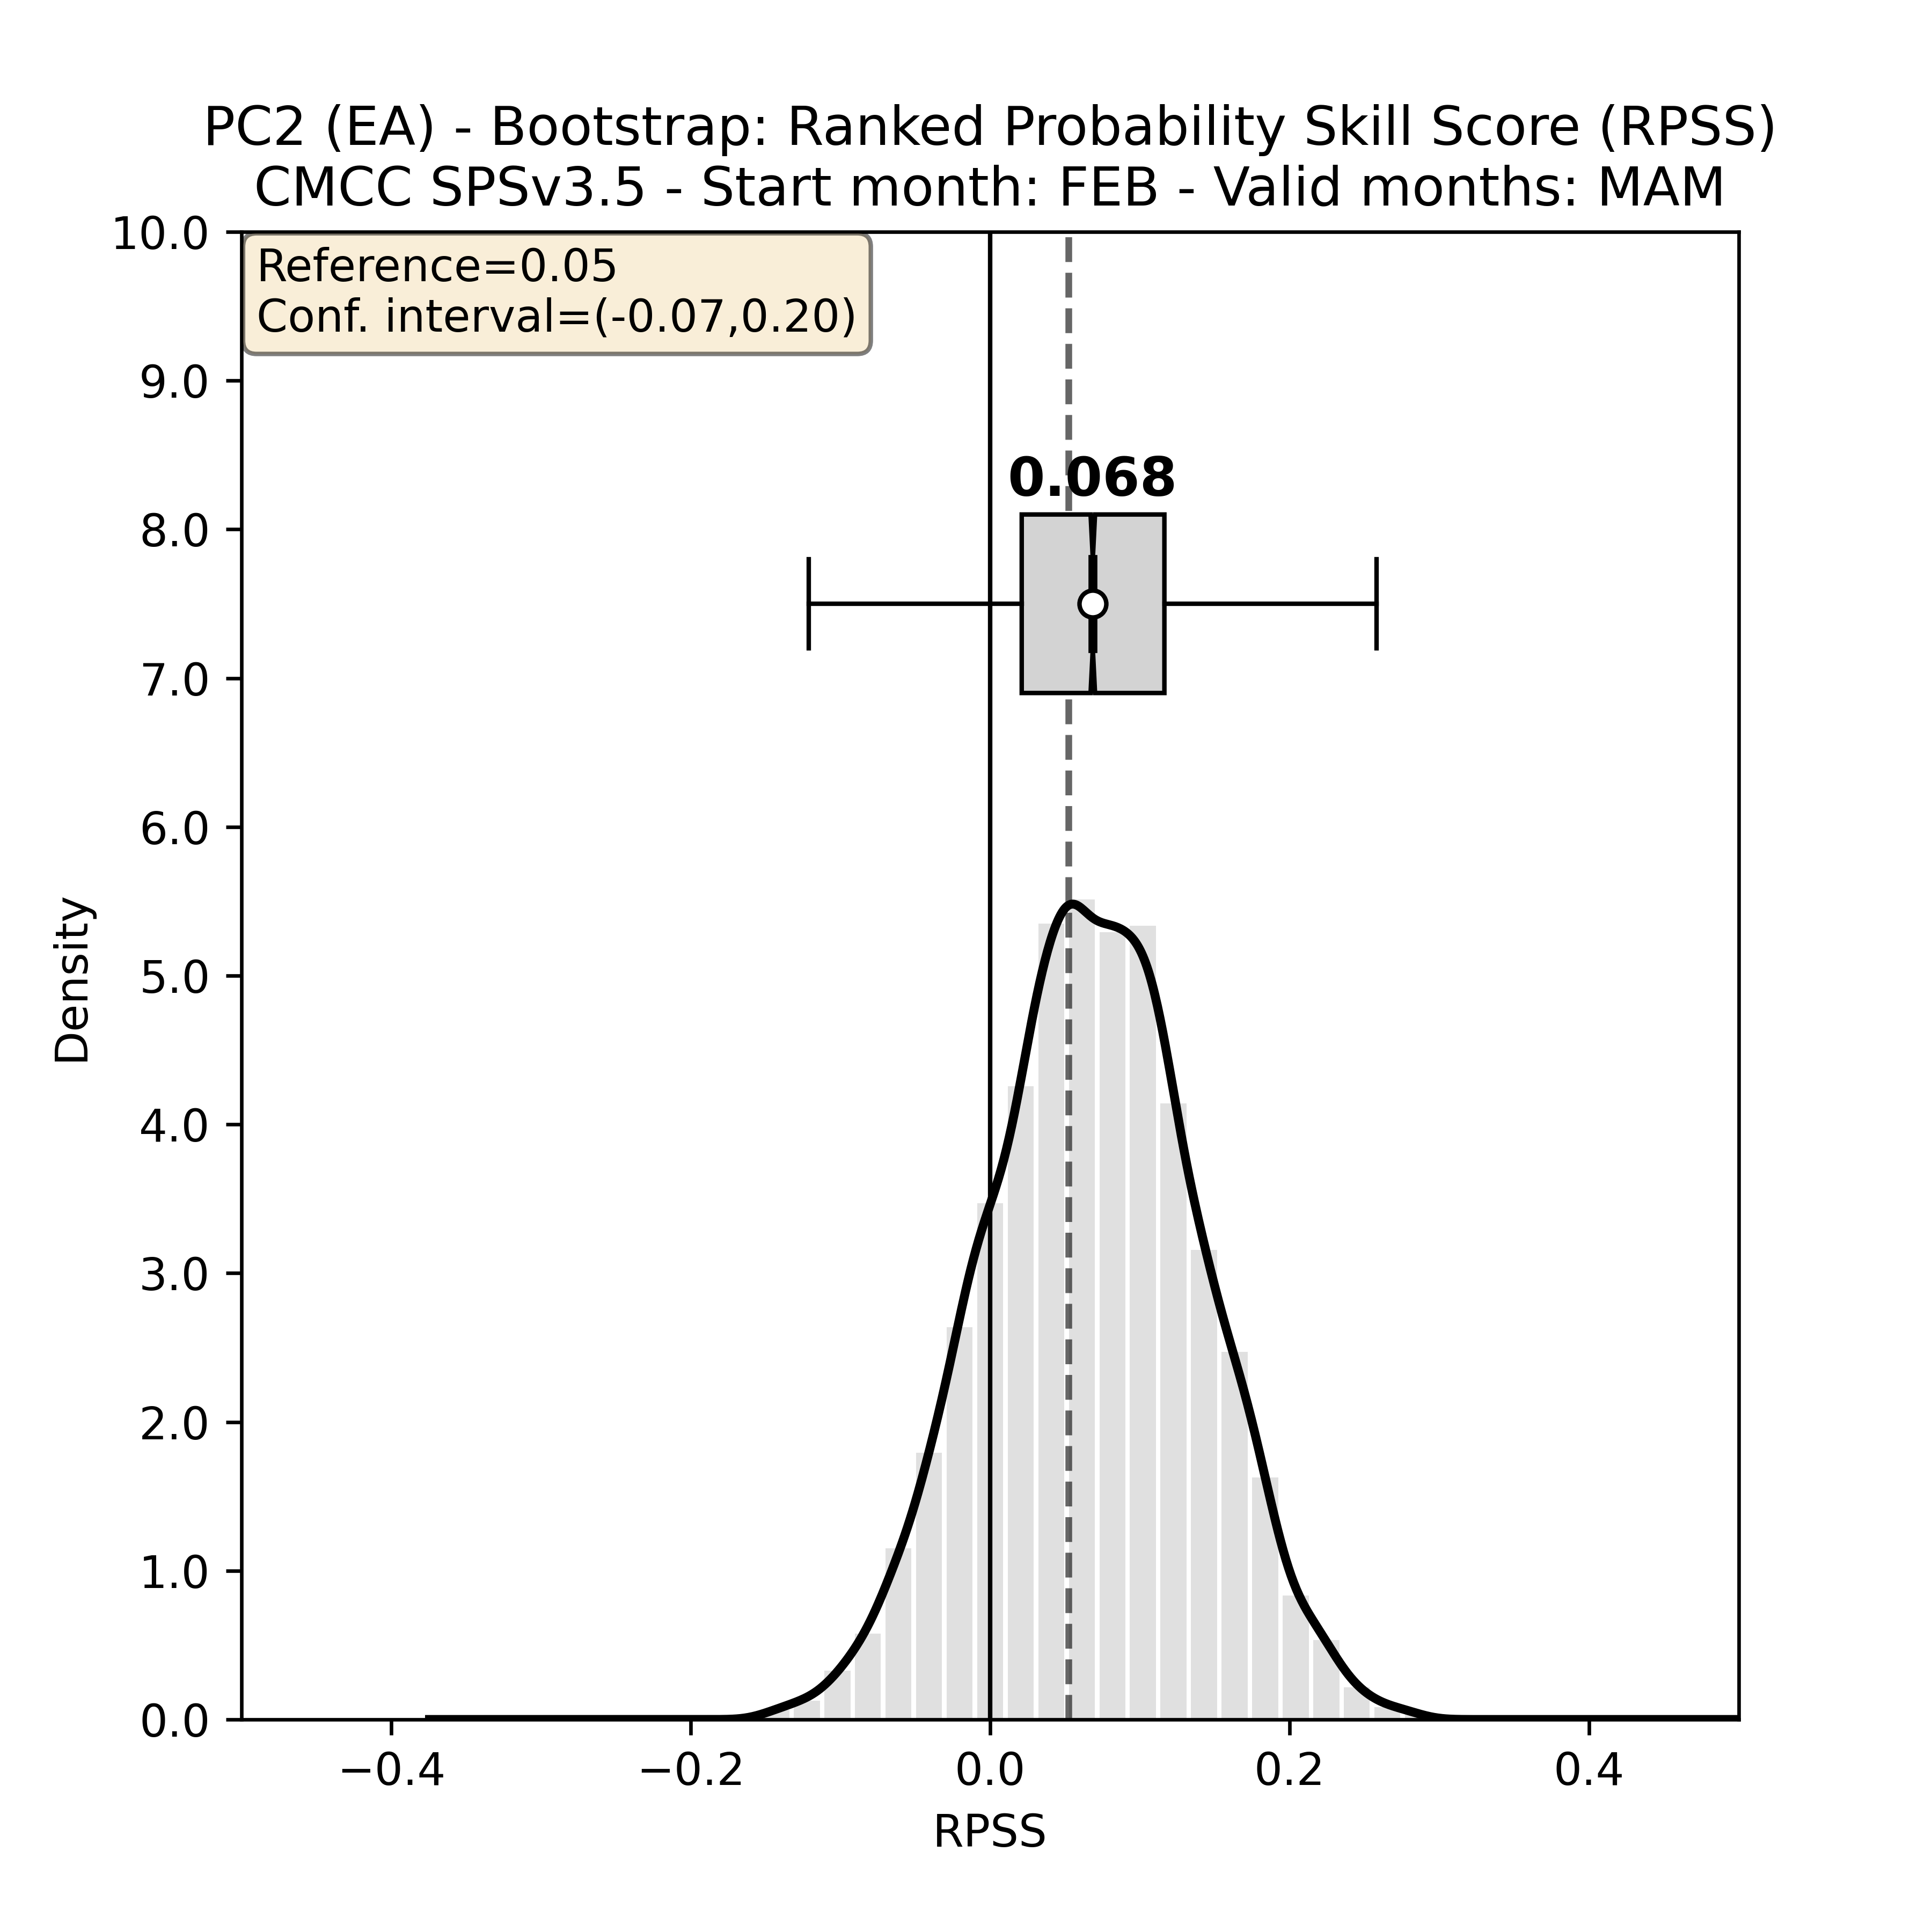 PC2 (EA) - Bootstrap: Ranked Probability Skill Score (RPSS)
CMCC SPSv3.5 - Start month: FEB - Valid months: MAM
Reference=0.05
Conf. interval=(-0.07,0.20)
0.068
10.0
9.0
8.0
7.0
6.0
5.0
4.0
3.0
2.0
1.0
0.0
Density
−0.4
−0.2
0.0
0.2
0.4
RPSS